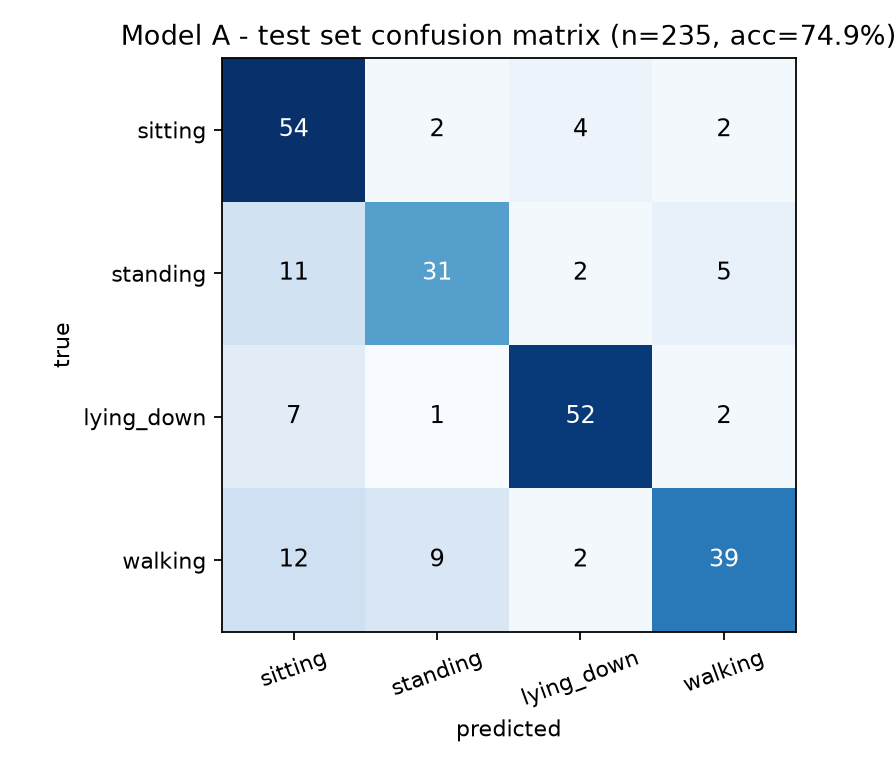 Model A - test set confusion matrix (n=235, acc=74.9%)
sitting 54 2 4 2
standing 11 31 2 5
true
lying_down 7 1 52 2
walking 12 9 2 39
sitting standing lying_down walking
predicted